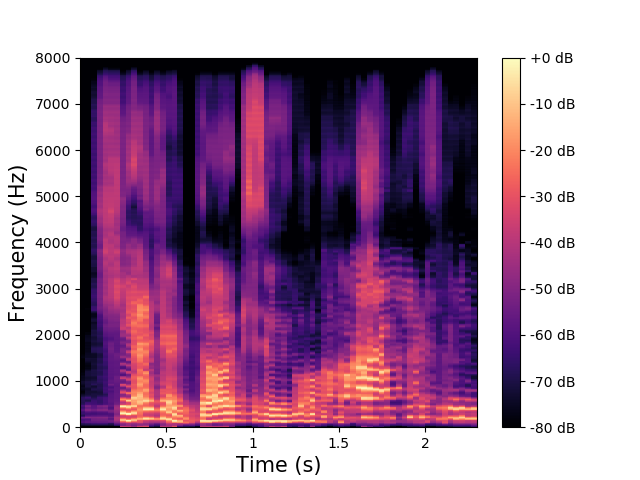 8000
7000
6000
5000
4000
3000
2000
1000
0
Frequency (Hz)
0
0.5
1
1.5
2
Time (s)
+0 dB
-10 dB
-20 dB
-30 dB
-40 dB
-50 dB
-60 dB
-70 dB
-80 dB